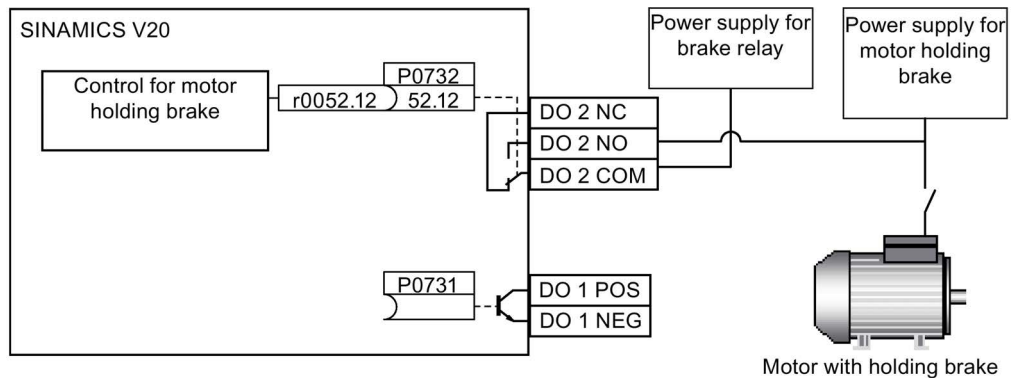 SINAMICS V20
Control for motor
holding brake
r0052.12
P0732
52.12
DO 2 NC
DO 2 NO
DO 2 COM
Power supply for
brake relay
Power supply for
motor holding
brake
P0731
DO 1 POS
DO 1 NEG
Motor with holding brake